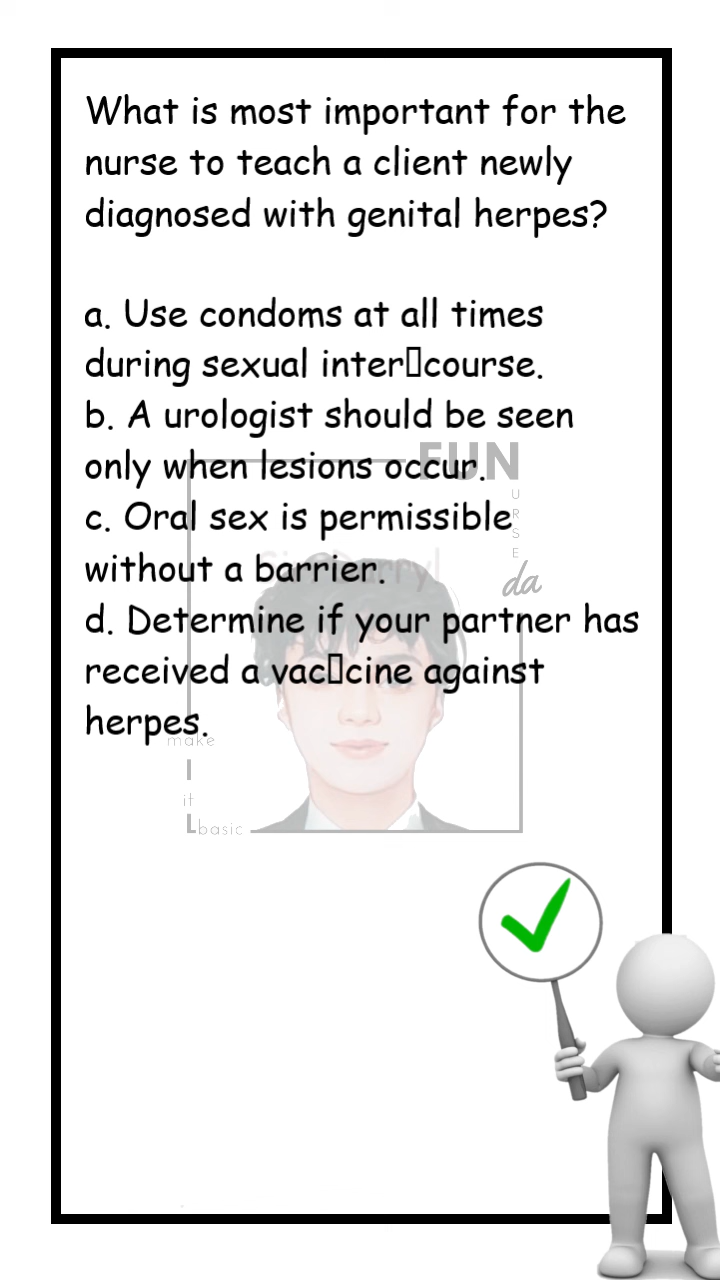 What is most important for the
nurse to teach a client newly
diagnosed with genital herpes?
a. Use condoms at all times
during sexual inter▯course.
b. A urologist should be seen
only when lesions occur.
FUN
URSE
c. Oral sex is permissible
without a barrier.
da
d. Determine if your partner has
received a vac▯cine against
herpes.
make
it
basic